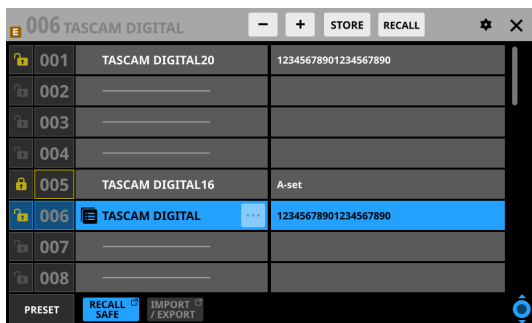 E 006 TASCAM DIGITAL - + STORE RECALL
001 TASCAM DIGITAL20 12345678901234567890
002
003
004
005 TASCAM DIGITAL16 A-set
006 TASCAM DIGITAL ... 12345678901234567890
007
008
PRESET
RECALL
SAFE
IMPORT
/ EXPORT